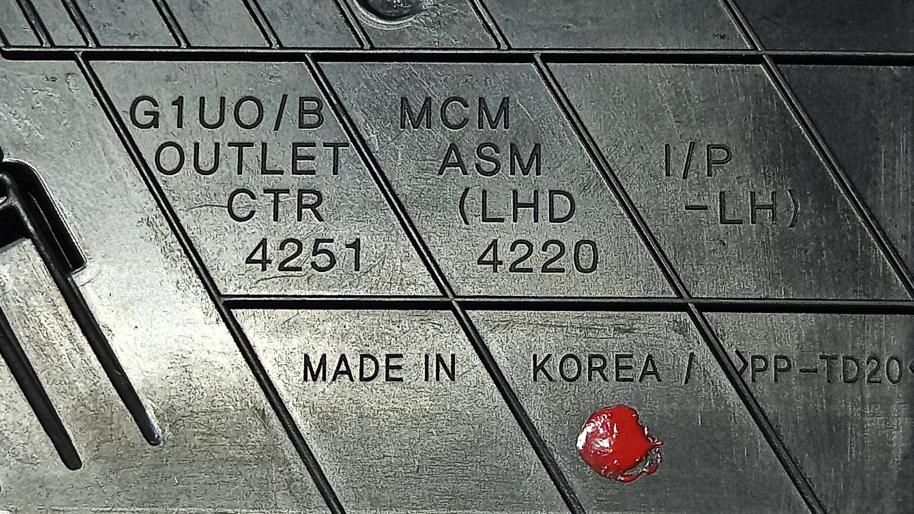 G1UO/B MCM I/P
OUTLET ASM -LH)
CTR (LHD
4251 4220
MADE IN KOREA / >PP-TD20<